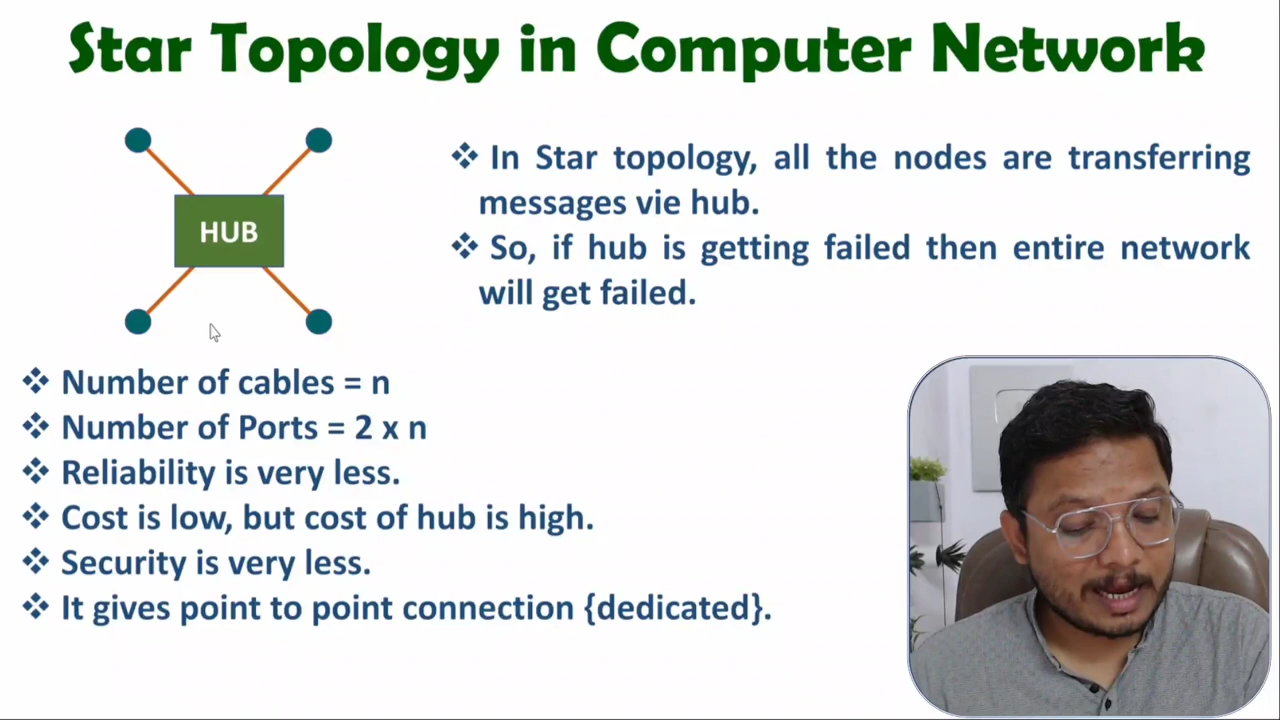 Star Topology in Computer Network
HUB
❖ In Star topology, all the nodes are transferring
messages vie hub.
❖ So, if hub is getting failed then entire network
will get failed.
❖ Number of cables = n
❖ Number of Ports = 2 x n
❖ Reliability is very less.
❖ Cost is low, but cost of hub is high.
❖ Security is very less.
❖ It gives point to point connection {dedicated}.